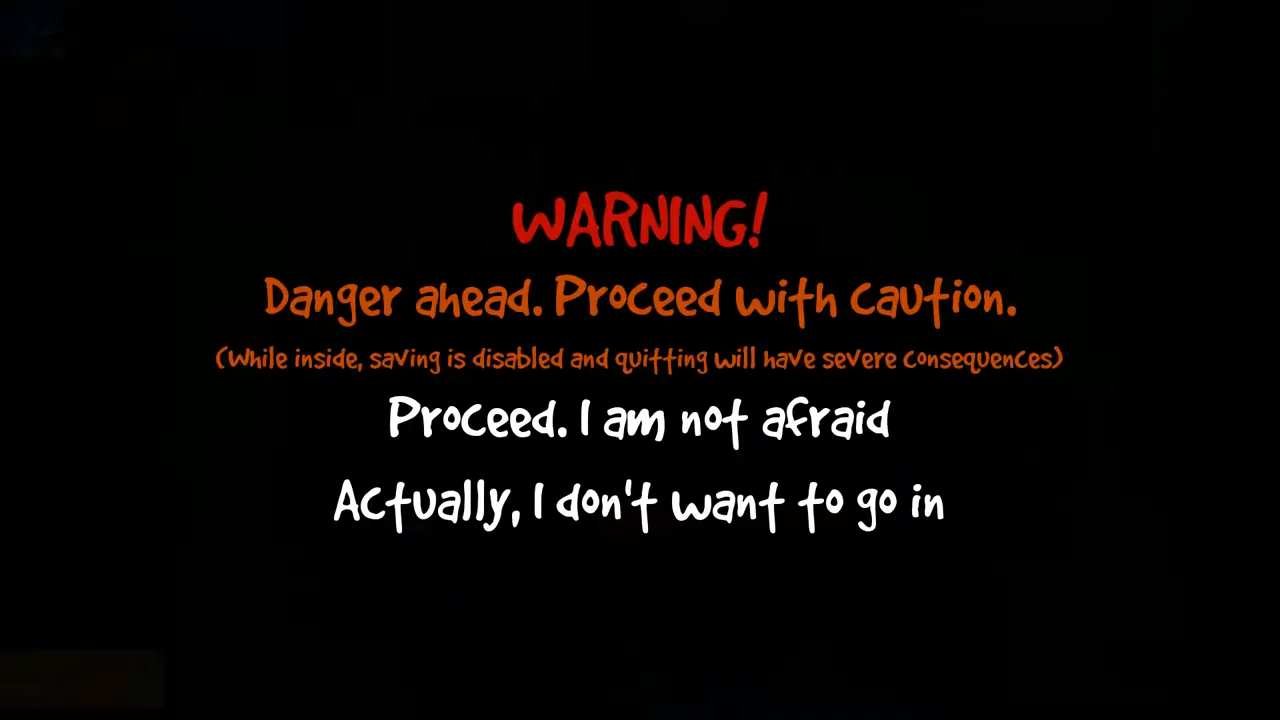 WARNING!
Danger ahead. Proceed with caution.
(While inside, saving is disabled and quitting will have severe consequences)
Proceed. I am not afraid
Actually, I don't want to go in